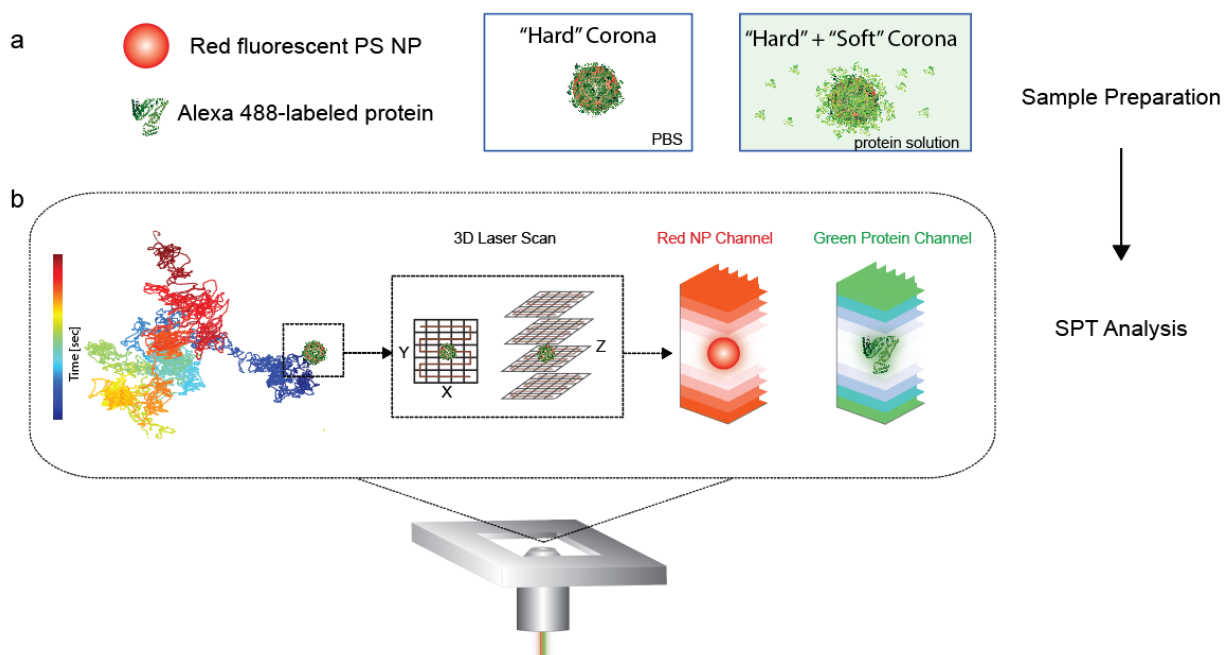 a
Red fluorescent PS NP
Alexa 488-labeled protein
“Hard” Corona
PBS
“Hard” + “Soft” Corona
protein solution
Sample Preparation
b
Time [sec]
3D Laser Scan
Y
X
Z
Red NP Channel
Green Protein Channel
SPT Analysis